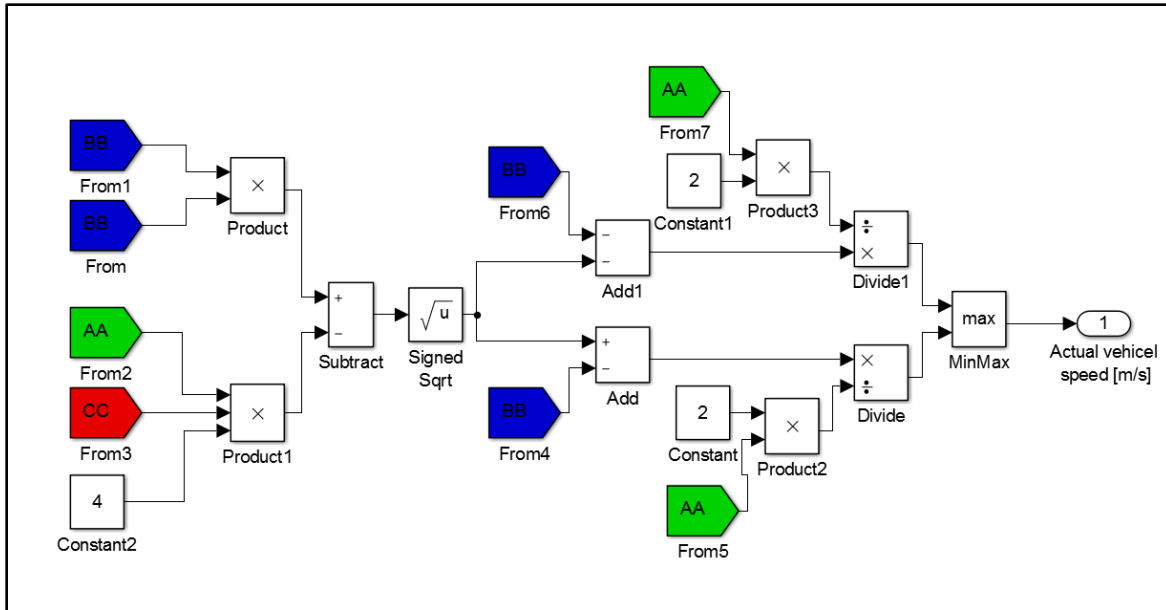 BB
From1
BB
From
×
Product
AA
From2
CC
From3
4
Constant2
×
Product1
+
−
Subtract
√u
Signed
Sqrt
BB
From6
−
−
Add1
+
−
Add
BB
From4
AA
From7
2
Constant1
×
Product3
÷
×
Divide1
2
Constant
×
Product2
AA
From5
×
÷
Divide
max
MinMax
1
Actual vehicel
speed [m/s]